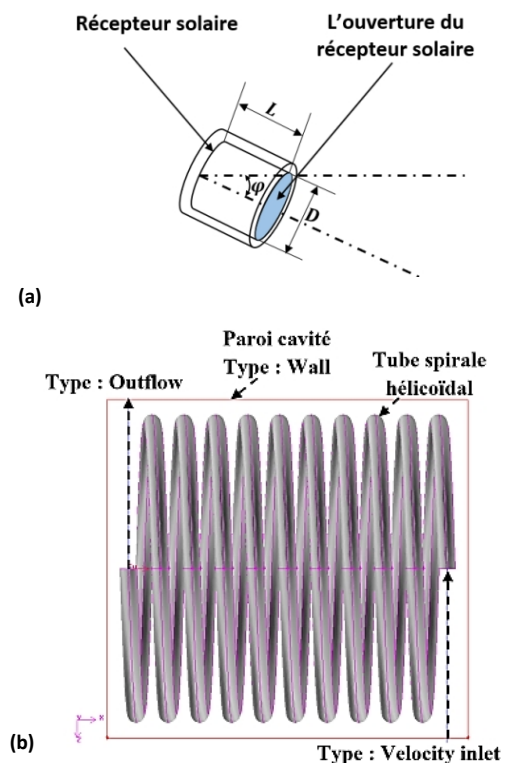 Récepteur solaire
L'ouverture du
récepteur solaire
L
φ
D
(a)
Paroi cavité
Type : Wall
Tube spirale
hélicoïdal
Type : Outflow
(b)
Type : Velocity inlet